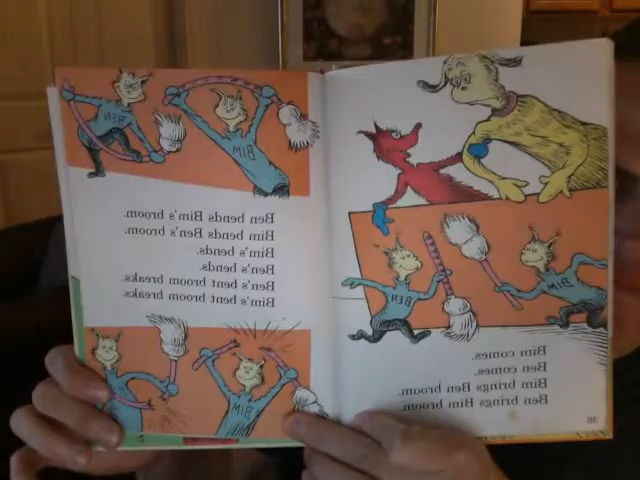 Bim comes.
Ben comes.
Bim brings Ben broom.
Ben brings Bim broom.
46
BEN
BIM
Ben bends Bim's broom.
Bim bends Ben's broom.
Bim's bends.
Ben's bends.
Ben's bent broom breaks.
Bim's bent broom breaks.
BEN
BIM
BIM